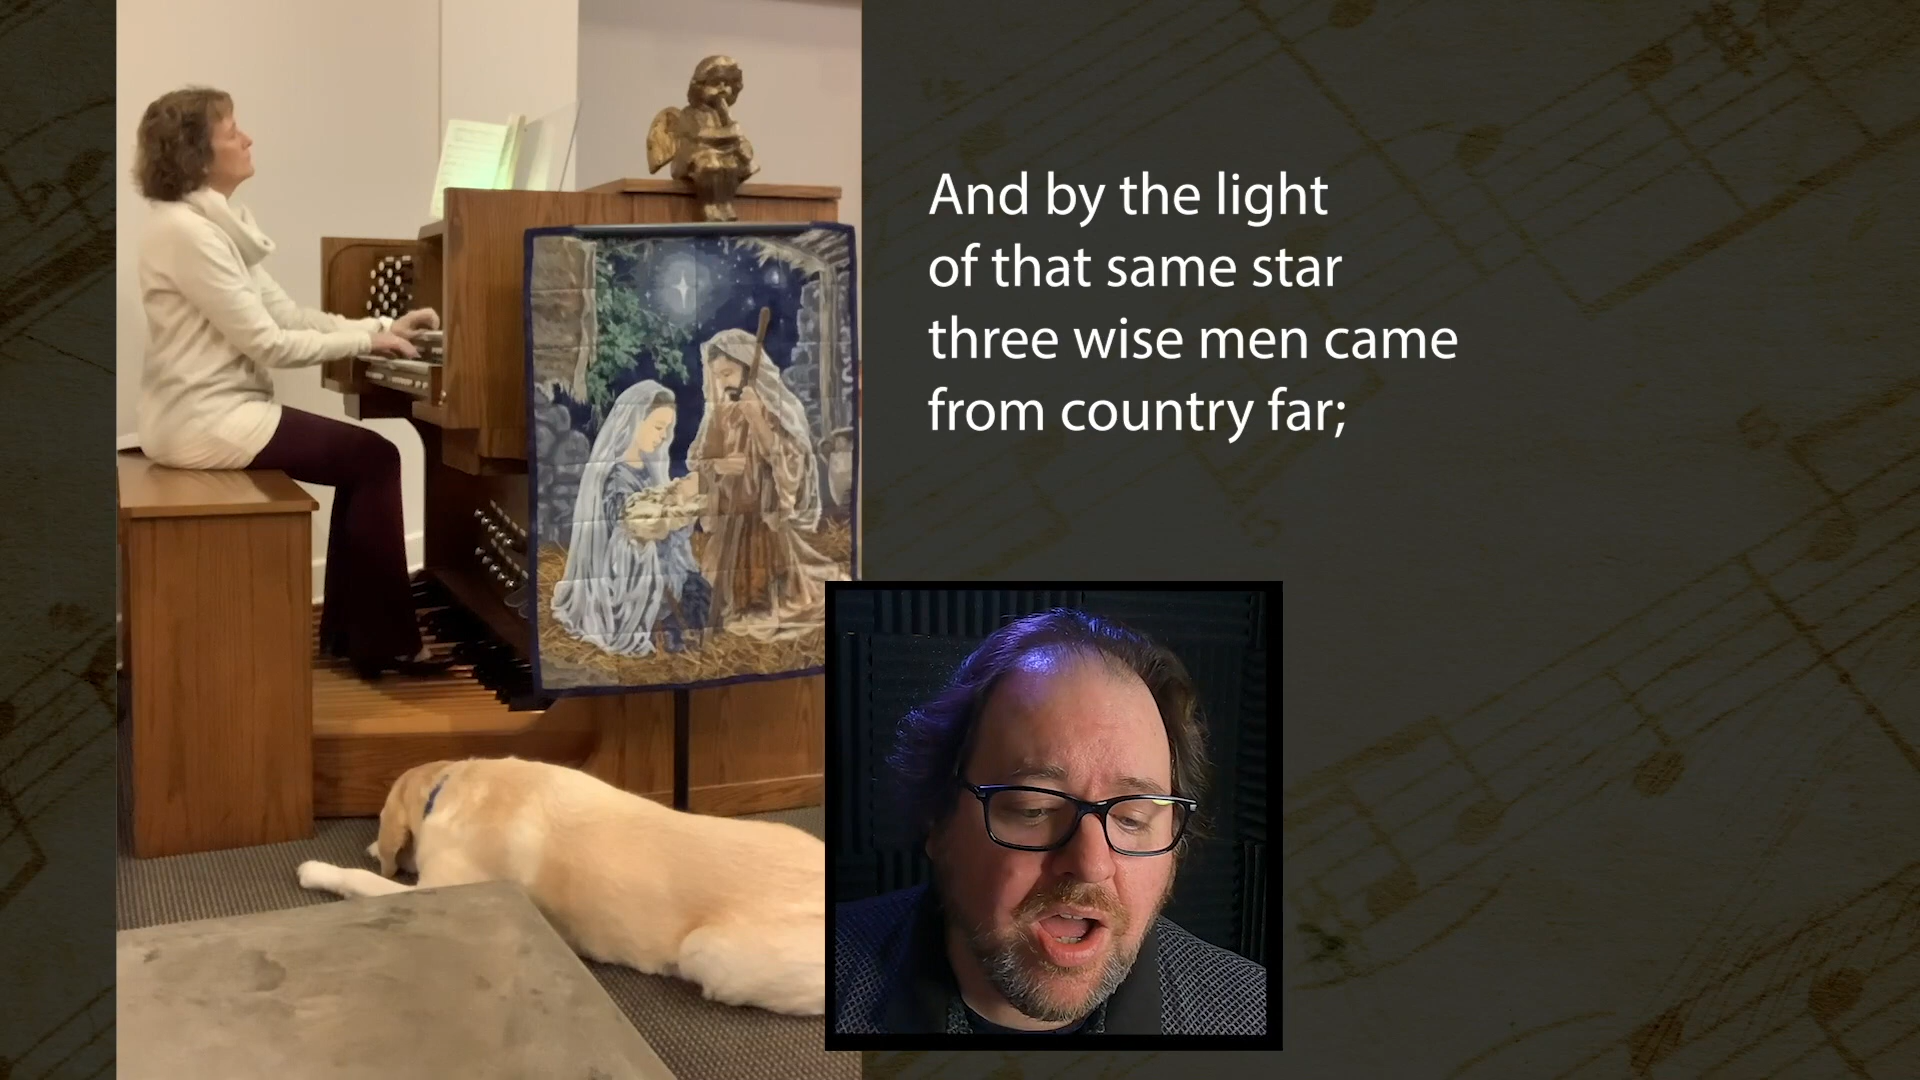 And by the light
of that same star
three wise men came
from country far;